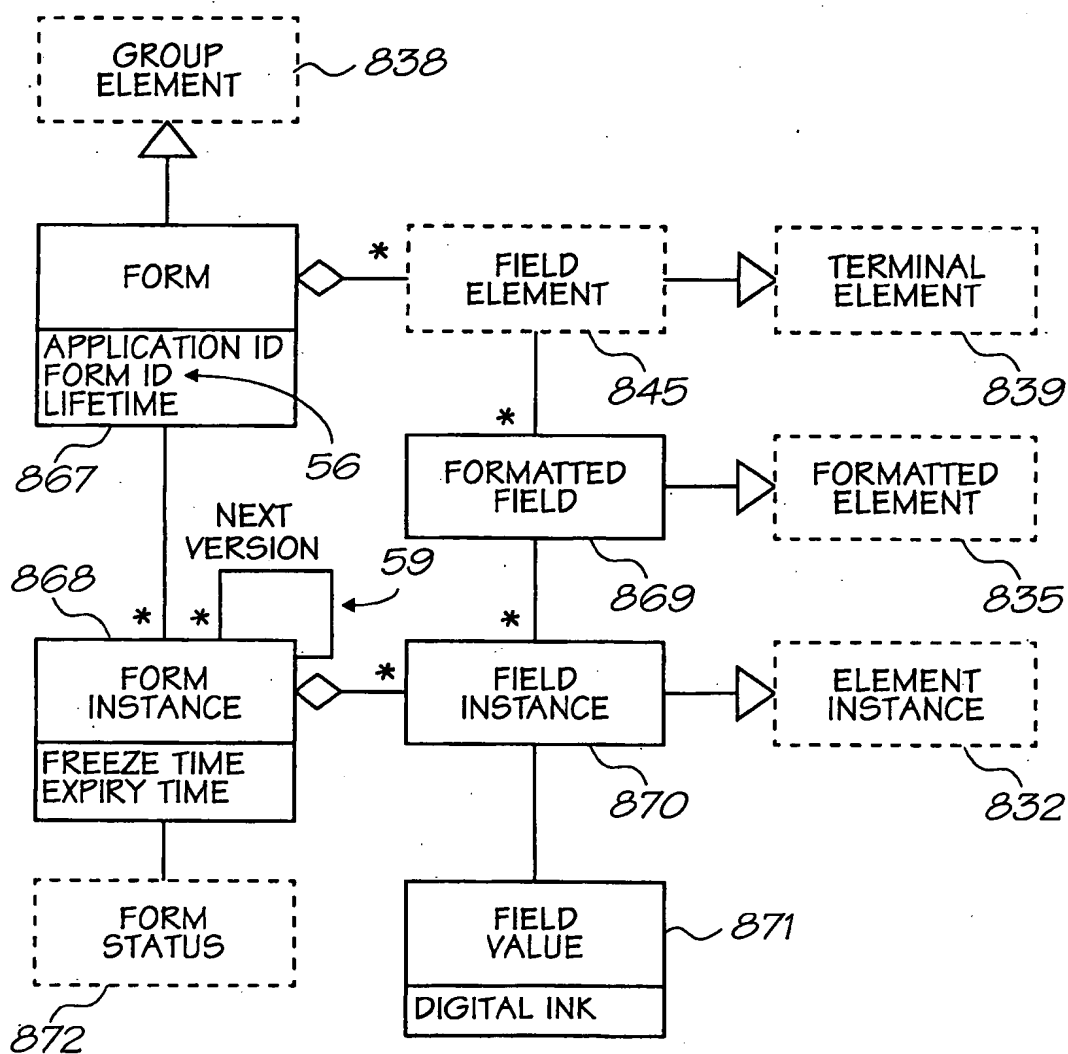 GROUP
ELEMENT
838
FORM
*
FIELD
ELEMENT
TERMINAL
ELEMENT
APPLICATION ID
FORM ID
LIFETIME
845
839
867
56
*
FORMATTED
FIELD
FORMATTED
ELEMENT
NEXT
VERSION
59
869
835
868
*
*
*
*
FORM
INSTANCE
FIELD
INSTANCE
ELEMENT
INSTANCE
FREEZE TIME
EXPIRY TIME
870
832
FORM
STATUS
FIELD
VALUE
871
872
DIGITAL INK